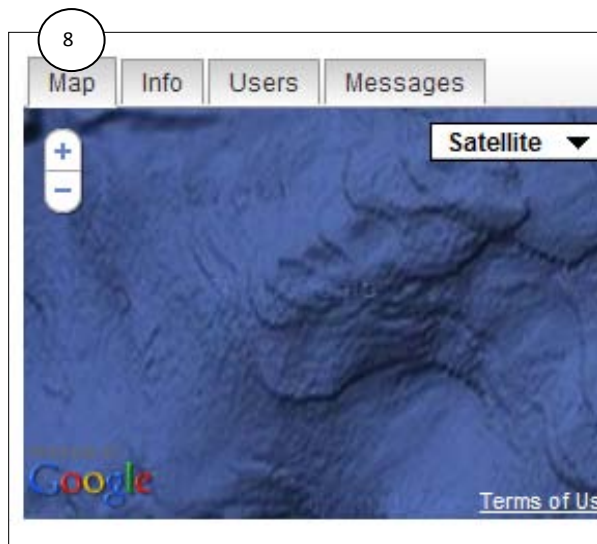 8
Map Info Users Messages
Satellite
+
−
Google
Terms of Us